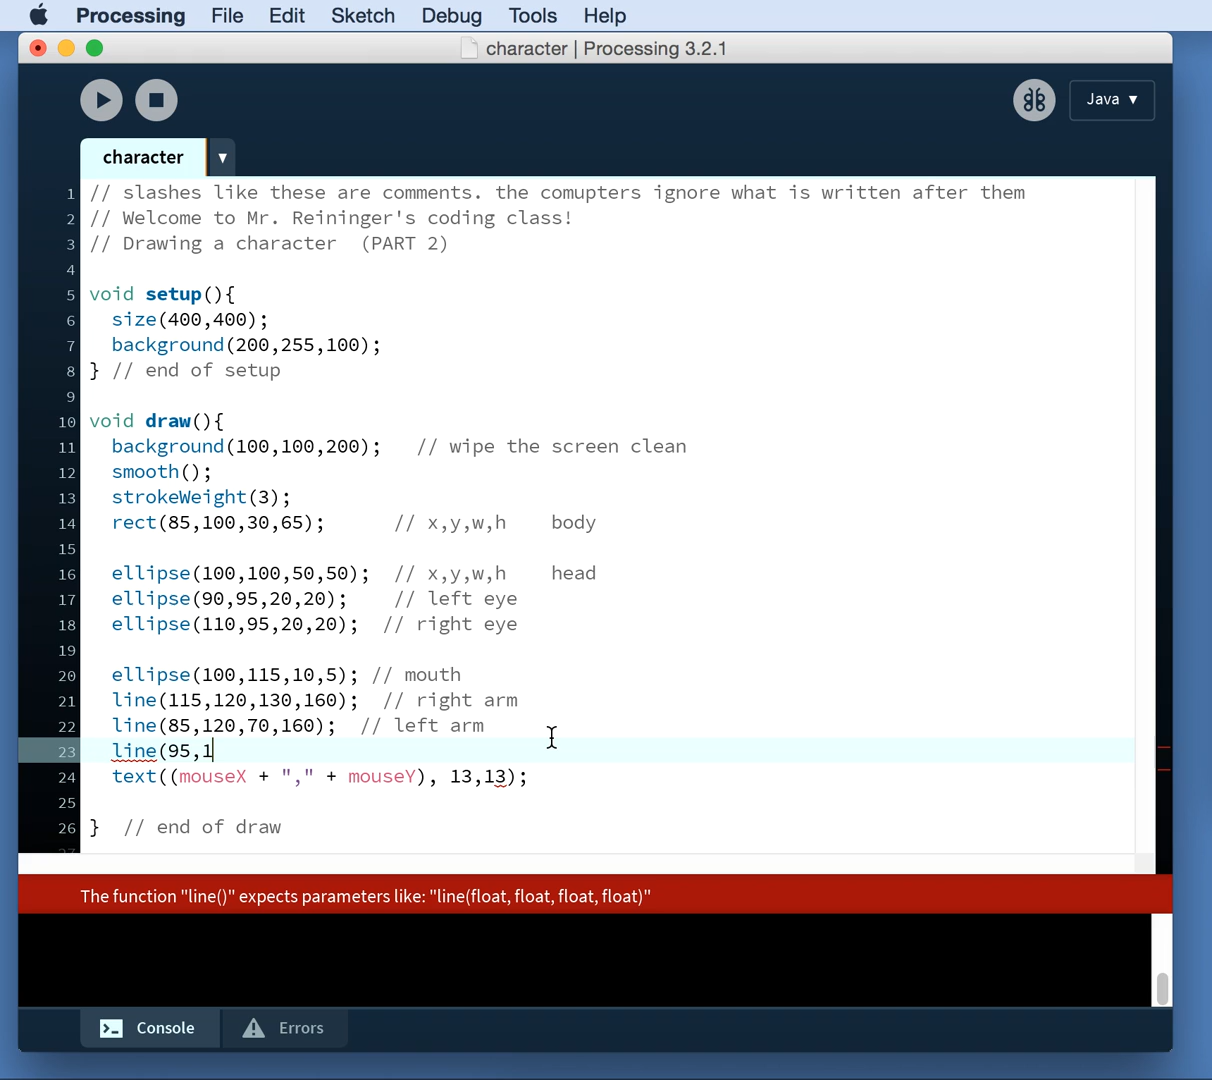 Processing File Edit Sketch Debug Tools Help
character | Processing 3.2.1
Java ▼
character ▼
1 // slashes like these are comments. the comupters ignore what is written after them
2 // Welcome to Mr. Reininger's coding class!
3 // Drawing a character  (PART 2)
4
5 void setup(){
6   size(400,400);
7   background(200,255,100);
8 } // end of setup
9
10 void draw(){
11   background(100,100,200);   // wipe the screen clean
12   smooth();
13   strokeWeight(3);
14   rect(85,100,30,65);      // x,y,w,h    body
15
16   ellipse(100,100,50,50);  // x,y,w,h    head
17   ellipse(90,95,20,20);    // left eye
18   ellipse(110,95,20,20);  // right eye
19
20   ellipse(100,115,10,5); // mouth
21   line(115,120,130,160);  // right arm
22   line(85,120,70,160);  // left arm
23   line(95,1
24   text((mouseX + "," + mouseY), 13,13);
25
26 }  // end of draw
27
The function "line()" expects parameters like: "line(float, float, float, float)"
Console Errors